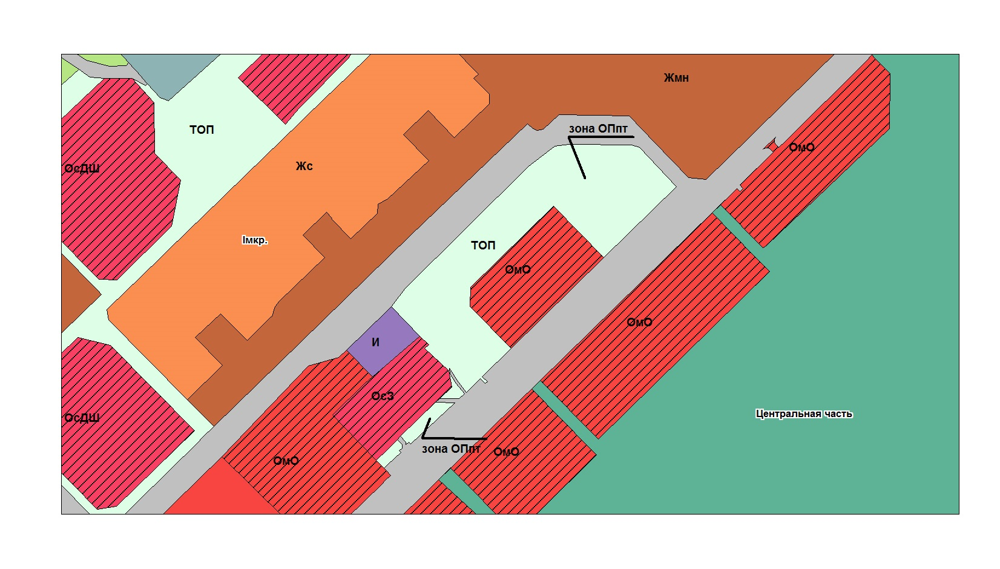 Жмн
зона ОПпт
ТОП
ОмО
ОсДШ
Жс
Iмкр.
ТОП
ОмО
ОмО
И
ОсЗ
Центральная часть
ОсДШ
зона ОПпт
ОмО
ОмО